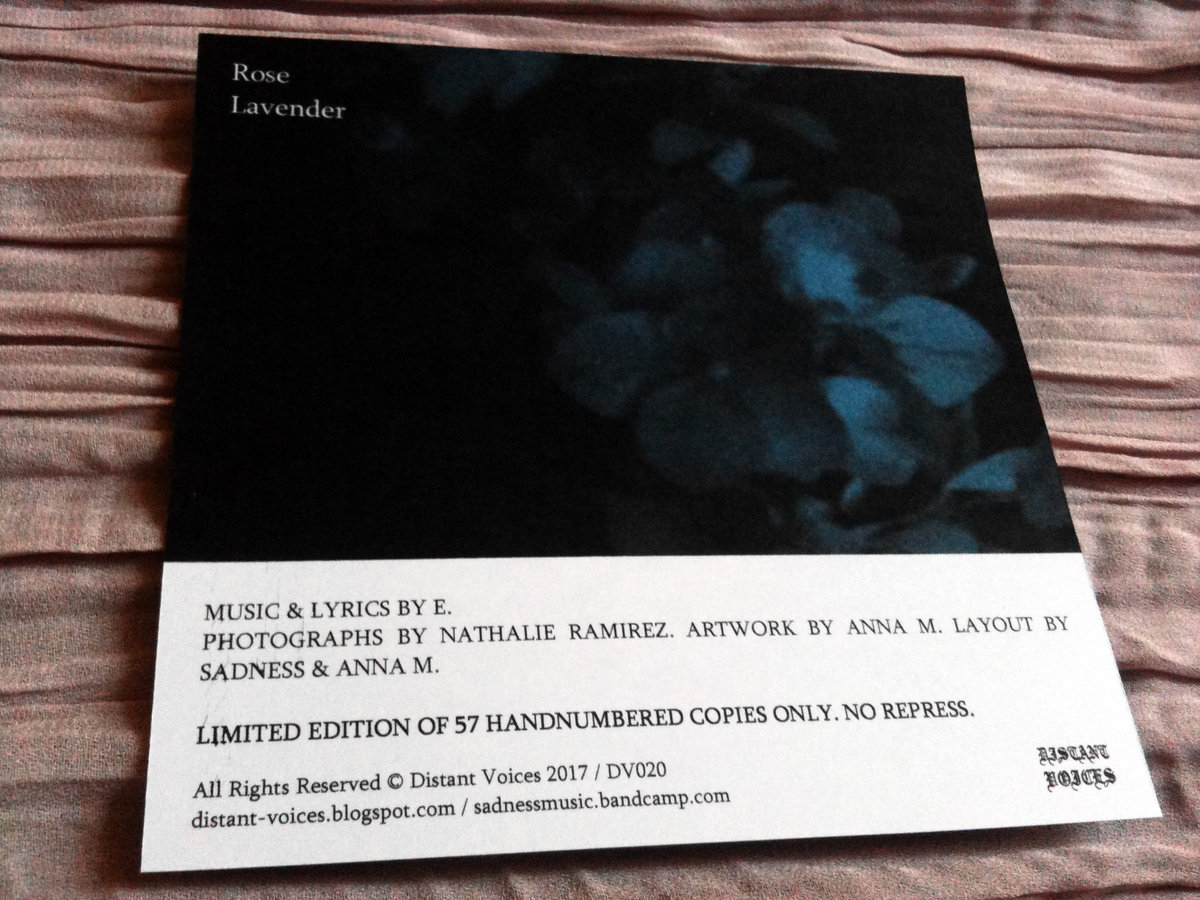 Rose
Lavender
MUSIC & LYRICS BY E.
PHOTOGRAPHS BY NATHALIE RAMIREZ. ARTWORK BY ANNA M. LAYOUT BY
SADNESS & ANNA M.
LIMITED EDITION OF 57 HANDNUMBERED COPIES ONLY. NO REPRESS.
All Rights Reserved © Distant Voices 2017 / DV020
distant-voices.blogspot.com / sadnessmusic.bandcamp.com
DISTANT
VOICES